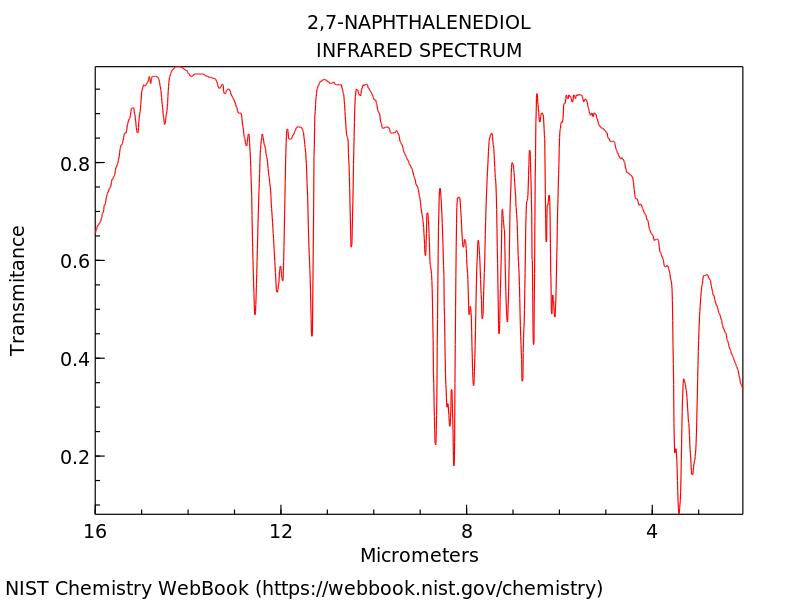 2,7-NAPHTHALENEDIOL
INFRARED SPECTRUM
0.8
0.6
0.4
0.2
Transmitance
16 12 8 4
Micrometers
NIST Chemistry WebBook (https://webbook.nist.gov/chemistry)